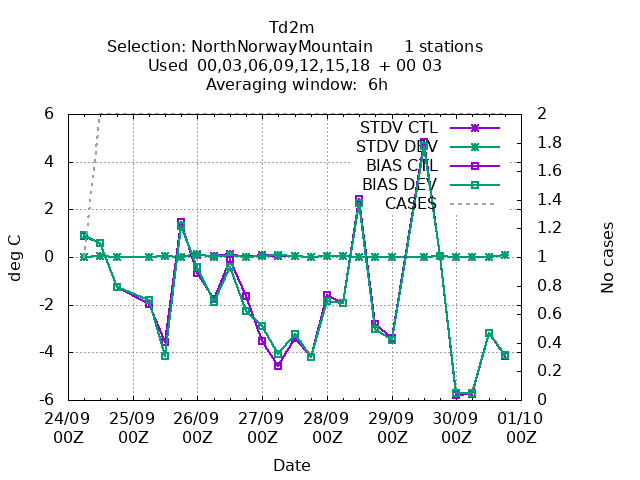 Td2m
Selection: NorthNorwayMountain 1 stations
Used 00,03,06,09,12,15,18 + 00 03
Averaging window: 6h
STDV CTL
STDV DEV
BIAS CTL
BIAS DEV
CASES
deg C
6
4
2
0
-2
-4
-6
No cases
2
1.8
1.6
1.4
1.2
1
0.8
0.6
0.4
0.2
0
24/09 25/09 26/09 27/09 28/09 29/09 30/09 01/10
00Z 00Z 00Z 00Z 00Z 00Z 00Z 00Z
Date